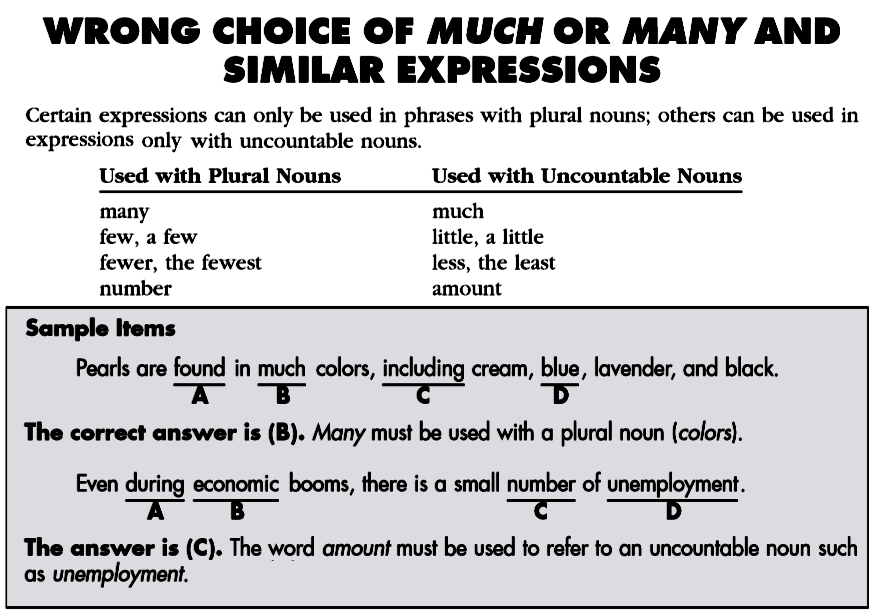 WRONG CHOICE OF MUCH OR MANY AND
SIMILAR EXPRESSIONS
Certain expressions can only be used in phrases with plural nouns; others can be used in
expressions only with uncountable nouns.
Used with Plural Nouns Used with Uncountable Nouns
many much
few, a few little, a little
fewer, the fewest less, the least
number amount
Sample Items
Pearls are found in much colors, including cream, blue, lavender, and black.
A B C D
The correct answer is (B). Many must be used with a plural noun (colors).
Even during economic booms, there is a small number of unemployment.
A B C D
The answer is (C). The word amount must be used to refer to an uncountable noun such
as unemployment.